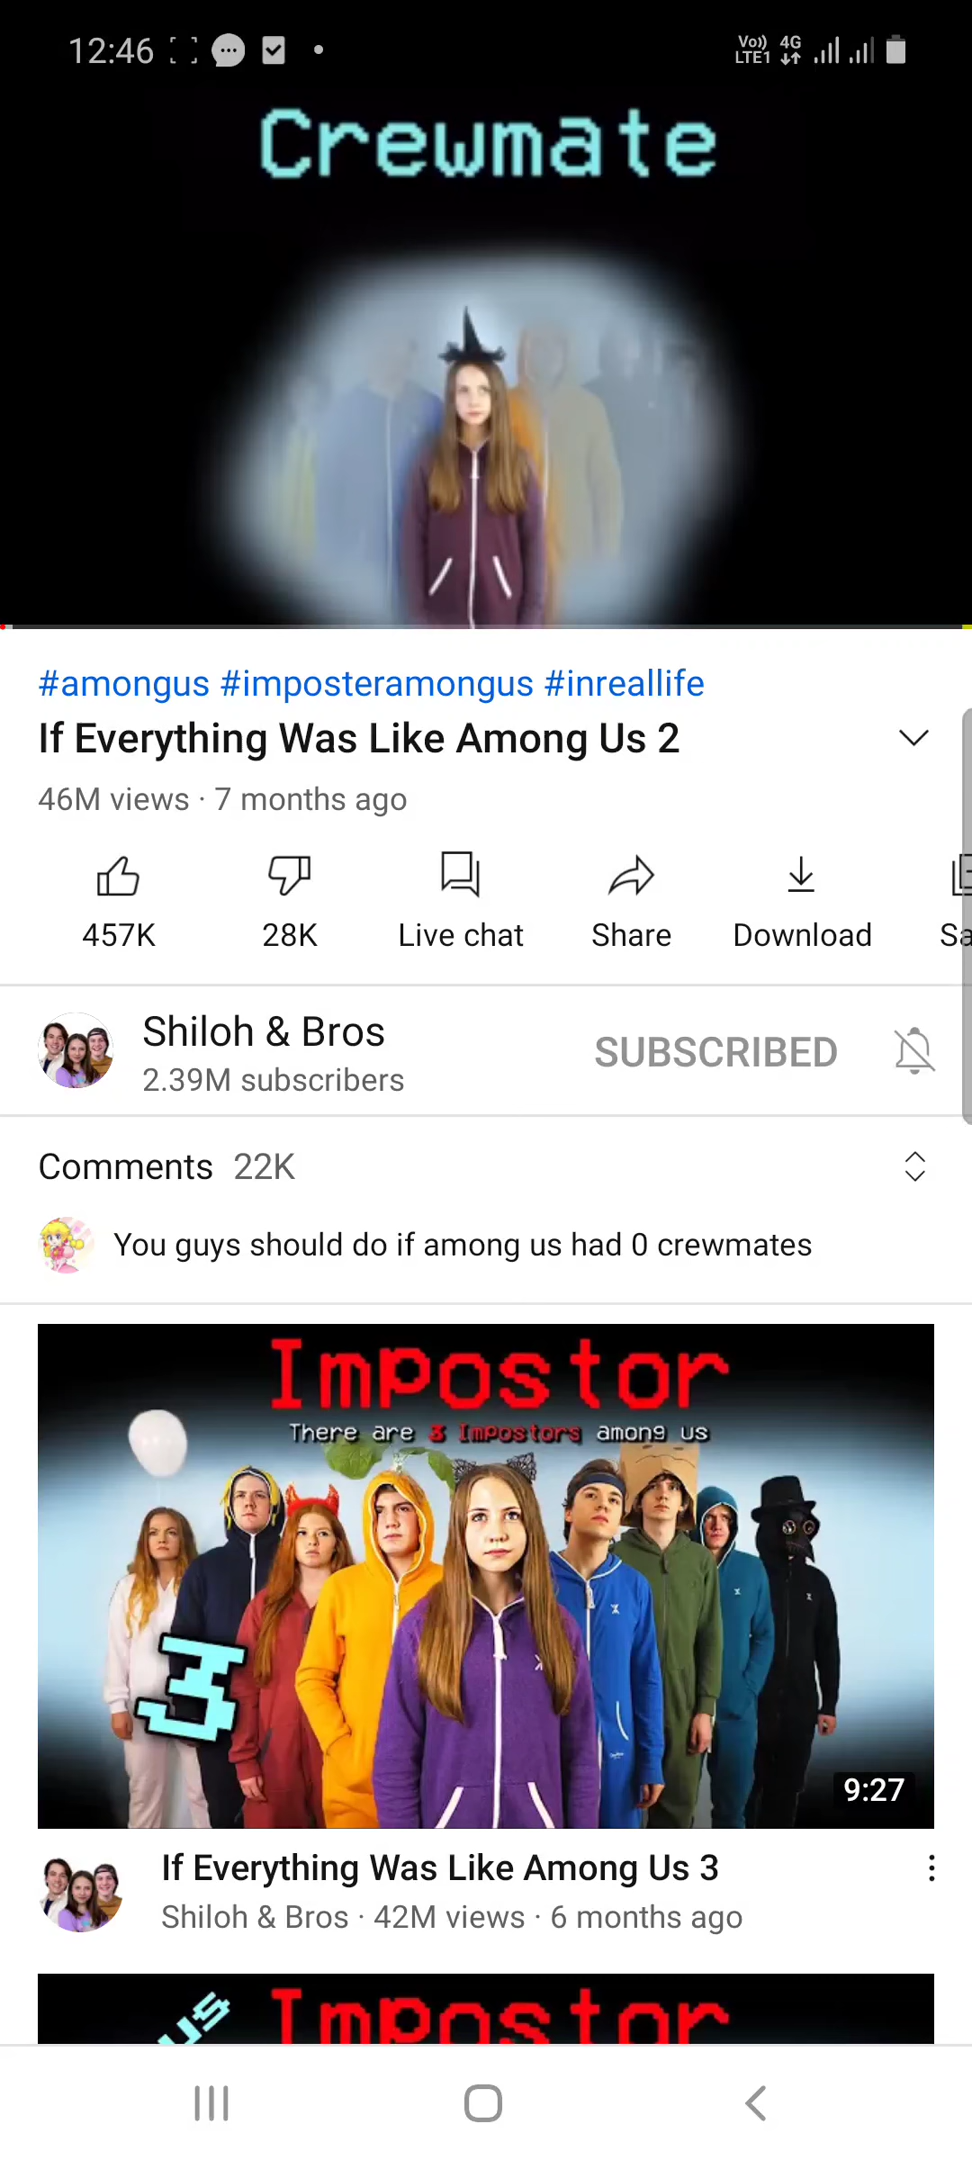 12:46
Vo)) 4G
LTE1
Crewmate
#amongus #imposteramongus #inreallife
If Everything Was Like Among Us 2
46M views · 7 months ago
457K 28K Live chat Share Download Sa
Shiloh & Bros
2.39M subscribers
SUBSCRIBED
Comments 22K
You guys should do if among us had 0 crewmates
Impostor
There are 3 Impostors among us
3
9:27
If Everything Was Like Among Us 3
Shiloh & Bros · 42M views · 6 months ago
us
Impostor